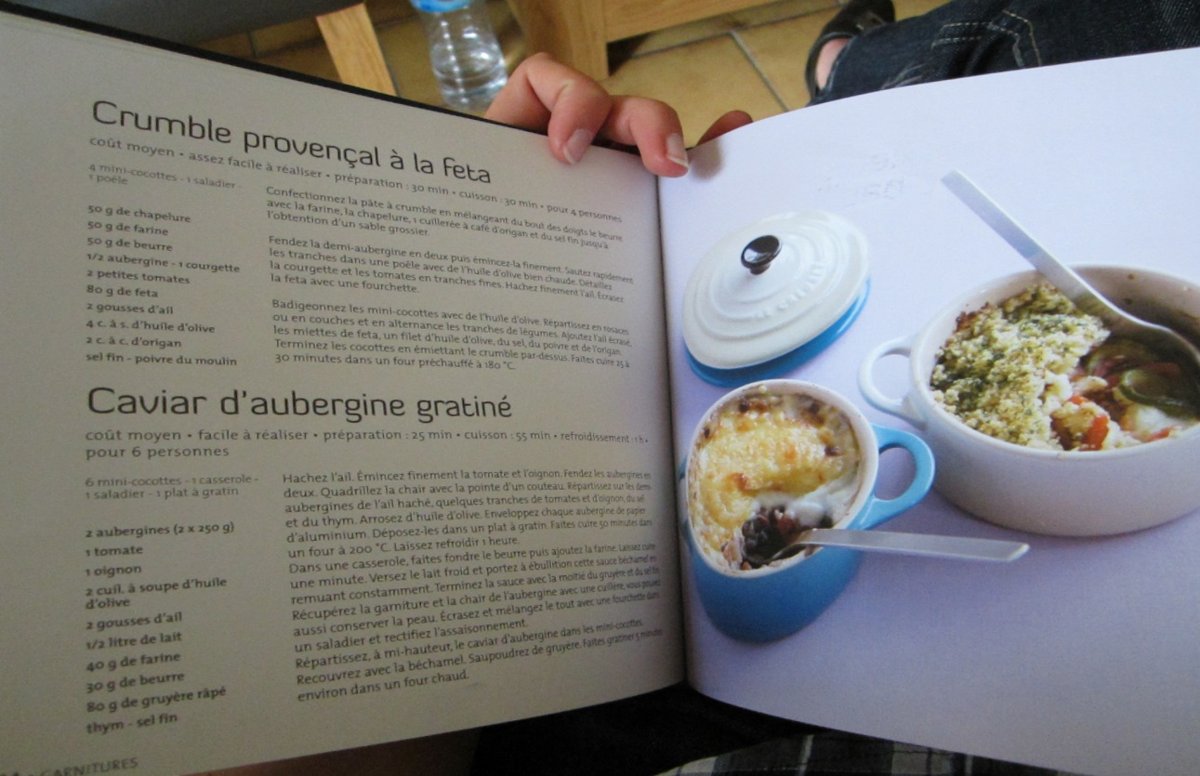 Crumble provençal à la feta
coût moyen • assez facile à réaliser • préparation : 30 min • cuisson : 30 min • pour 4 personnes
4 mini-cocottes - 1 saladier -
1 poêle
50 g de chapelure
50 g de farine
50 g de beurre
1/2 aubergine - 1 courgette
2 petites tomates
80 g de feta
2 gousses d'ail
4 c. à s. d'huile d'olive
2 c. à c. d'origan
sel fin - poivre du moulin
Confectionnez la pâte à crumble en mélangeant du bout des doigts le beurre
avec la farine, la chapelure, 1 cuillerée à café d'origan et du sel fin jusqu'à
l'obtention d'un sable grossier.
Fendez la demi-aubergine en deux puis émincez-la finement. Sautez rapidement
les tranches dans une poêle avec de l'huile d'olive bien chaude. Détaillez
la courgette et les tomates en tranches fines. Hachez finement l'ail. Écrasez
la feta avec une fourchette.
Badigeonnez les mini-cocottes avec de l'huile d'olive. Répartissez en rosaces
ou en couches et en alternance les tranches de légumes. Ajoutez l'ail écrasé,
les miettes de feta, un filet d'huile d'olive, du sel, du poivre et de l'origan.
Terminez les cocottes en émiettant le crumble par-dessus. Faites cuire 25 à
30 minutes dans un four préchauffé à 180 °C.
Caviar d'aubergine gratiné
coût moyen • facile à réaliser • préparation : 25 min • cuisson : 55 min • refroidissement : 1 h •
pour 6 personnes
6 mini-cocottes - 1 casserole -
1 saladier - 1 plat à gratin
2 aubergines (2 x 250 g)
1 tomate
1 oignon
2 cuil. à soupe d'huile
d'olive
2 gousses d'ail
1/2 litre de lait
40 g de farine
30 g de beurre
80 g de gruyère râpé
thym - sel fin
Hachez l'ail. Émincez finement la tomate et l'oignon. Fendez les aubergines en
deux. Quadrillez la chair avec la pointe d'un couteau. Répartissez sur les demi-
aubergines de l'ail haché, quelques tranches de tomates et d'oignon, du sel
et du thym. Arrosez d'huile d'olive. Enveloppez chaque aubergine de papier
d'aluminium. Déposez-les dans un plat à gratin. Faites cuire 50 minutes dans
un four à 200 °C. Laissez refroidir 1 heure.
Dans une casserole, faites fondre le beurre puis ajoutez la farine. Laissez cuire
une minute. Versez le lait froid et portez à ébullition cette sauce béchamel en
remuant constamment. Terminez la sauce avec la moitié du gruyère et du sel fin.
Récupérez la garniture et la chair de l'aubergine avec une cuillère, vous pouvez
aussi conserver la peau. Écrasez et mélangez le tout avec une fourchette dans
un saladier et rectifiez l'assaisonnement.
Répartissez, à mi-hauteur, le caviar d'aubergine dans les mini-cocottes.
Recouvrez avec la béchamel. Saupoudrez de gruyère. Faites gratiner 5 minutes
environ dans un four chaud.
GARNITURES